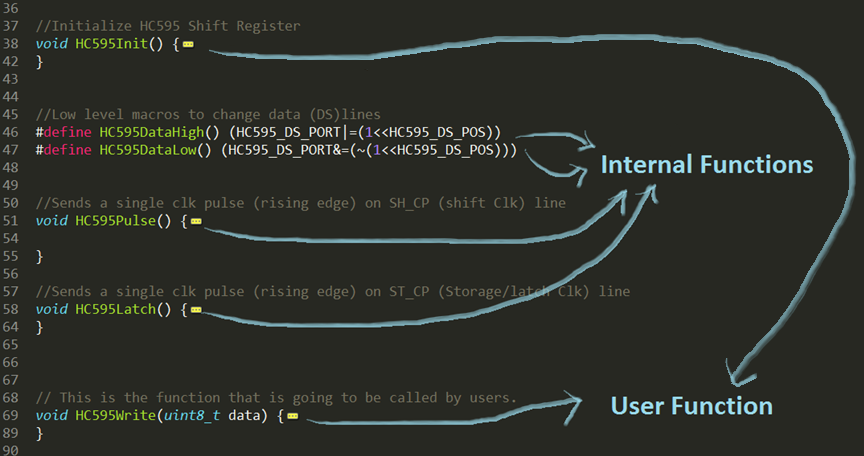 36
37 //Initialize HC595 Shift Register
38 void HC595Init() {
42 }
43
44
45 //Low level macros to change data (DS)lines
46 #define HC595DataHigh() (HC595_DS_PORT|=(1<<HC595_DS_POS))
47 #define HC595DataLow() (HC595_DS_PORT&=(~(1<<HC595_DS_POS)))
Internal Functions
48
49
50 //Sends a single clk pulse (rising edge) on SH_CP (shift Clk) line
51 void HC595Pulse() {
54
55 }
56
57 //Sends a single clk pulse (rising edge) on ST_CP (Storage/latch Clk) line
58 void HC595Latch() {
64 }
65
66
67
68 // This is the function that is going to be called by users.
User Function
69 void HC595Write(uint8_t data) {
89 }
90